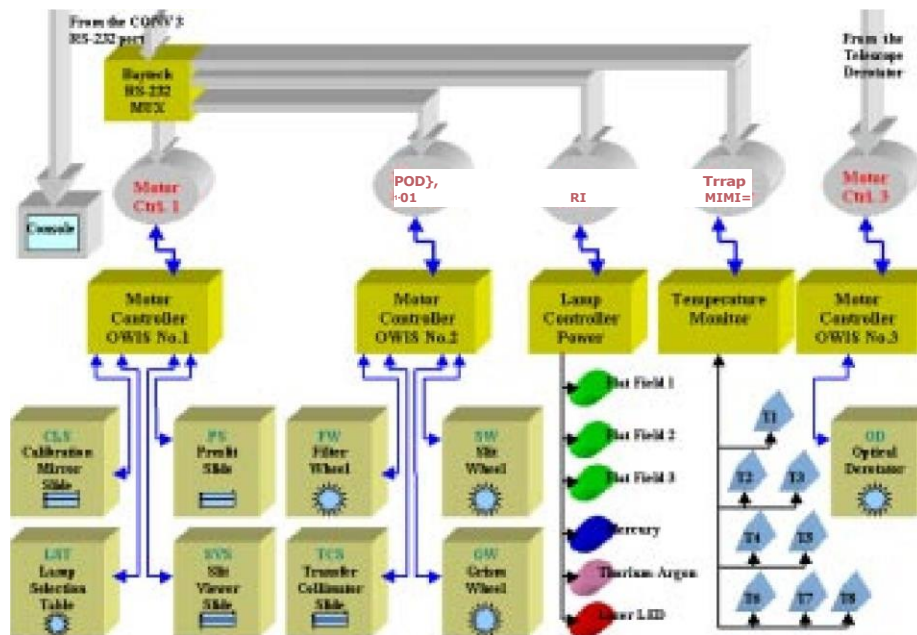 From the CONV 3
RS-232 port
From the
Telescope
Derotator
Baytech
RS-232
MUX
Motor
Ctrl. 1
POD},
·01
RI
Trrap
MIMI=
Motor
Ctrl. 3
Console
Motor
Controller
OWIS No.1
Motor
Controller
OWIS No.2
Lamp
Controller
Power
Temperature
Monitor
Motor
Controller
OWIS No.3
Flat Field 1
Flat Field 2
Flat Field 3
Mercury
Thorium Argon
Laser LED
T1
T2
T3
T4
T5
T6
T7
T8
CLS
Calibration
Mirror
Slide
PS
Preslit
Slide
FW
Filter
Wheel
SW
Slit
Wheel
OD
Optical
Derotator
LST
Lamp
Selection
Table
SVS
Slit
Viewer
Slide
TCS
Transfer
Collimator
Slide
GW
Grism
Wheel